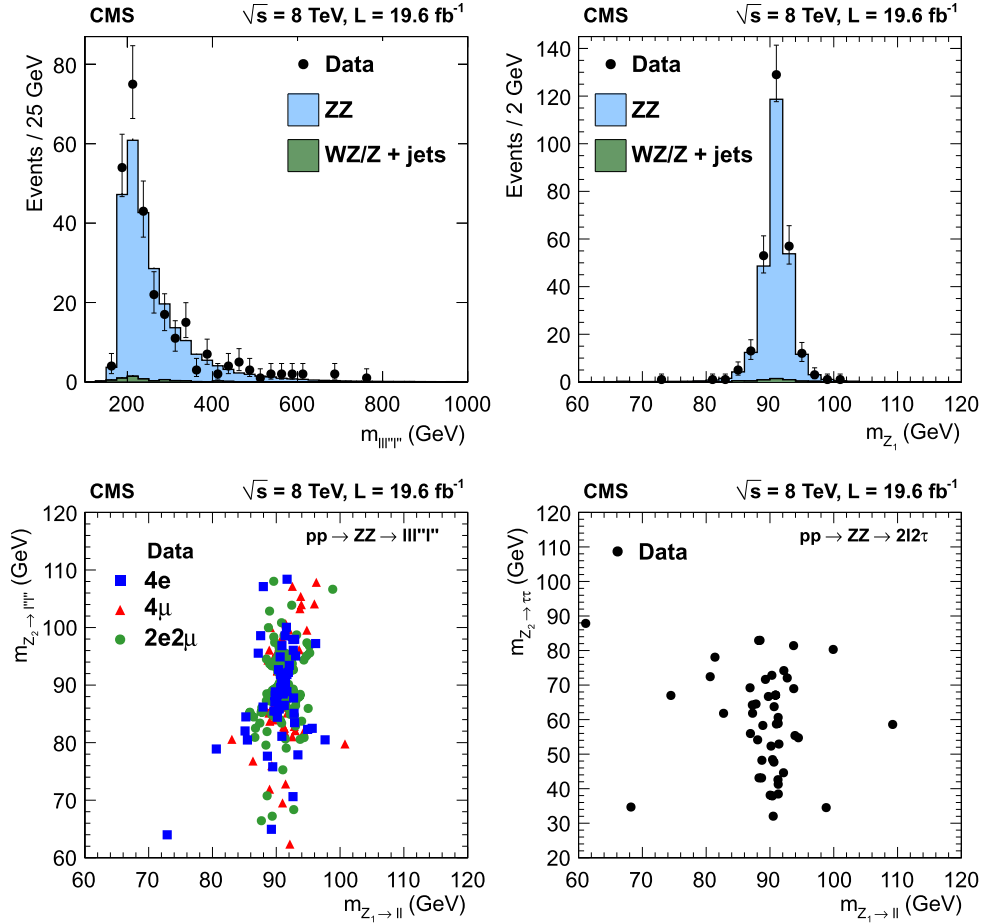 CMS √s = 8 TeV, L = 19.6 fb⁻¹
Events / 25 GeV
80
60
40
20
0
Data
ZZ
WZ/Z + jets
200 400 600 800 1000
m_{lll''l''} (GeV)
CMS √s = 8 TeV, L = 19.6 fb⁻¹
Events / 2 GeV
140
120
100
80
60
40
20
0
Data
ZZ
WZ/Z + jets
60 70 80 90 100 110 120
m_{Z₁} (GeV)
CMS √s = 8 TeV, L = 19.6 fb⁻¹
m_{Z₂→l''l''} (GeV)
120
110
100
90
80
70
60
pp → ZZ → lll''l''
Data
4e
4μ
2e2μ
60 70 80 90 100 110 120
m_{Z₁→ll} (GeV)
CMS √s = 8 TeV, L = 19.6 fb⁻¹
m_{Z₂→ττ} (GeV)
120
110
100
90
80
70
60
50
40
30
20
pp → ZZ → 2l2τ
Data
60 70 80 90 100 110 120
m_{Z₁→ll} (GeV)